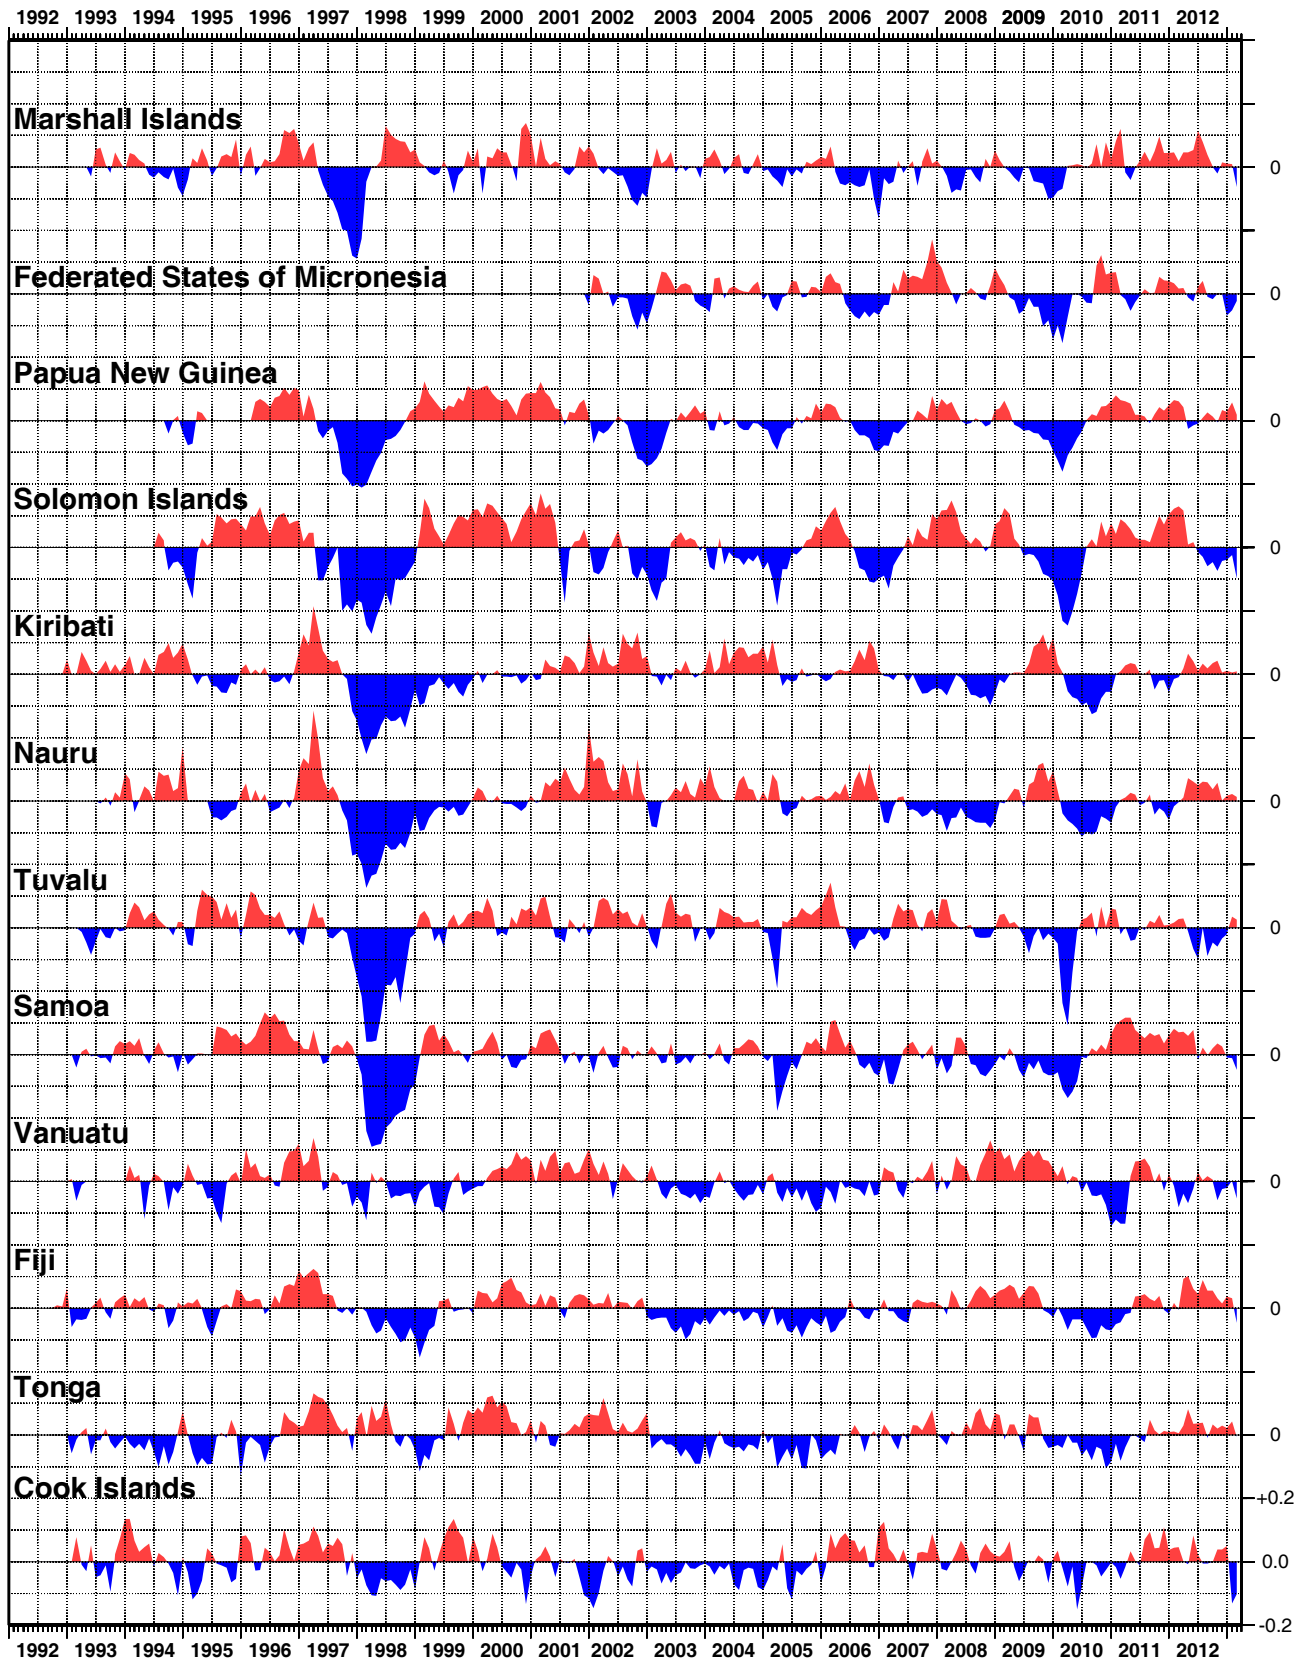 1992 1993 1994 1995 1996 1997 1998 1999 2000 2001 2002 2003 2004 2005 2006 2007 2008 2009 2010 2011 2012
Marshall Islands
0
Federated States of Micronesia
0
Papua New Guinea
0
Solomon Islands
0
Kiribati
0
Nauru
0
Tuvalu
0
Samoa
0
Vanuatu
0
Fiji
0
Tonga
0
Cook Islands
+0.2
0.0
-0.2
1992 1993 1994 1995 1996 1997 1998 1999 2000 2001 2002 2003 2004 2005 2006 2007 2008 2009 2010 2011 2012